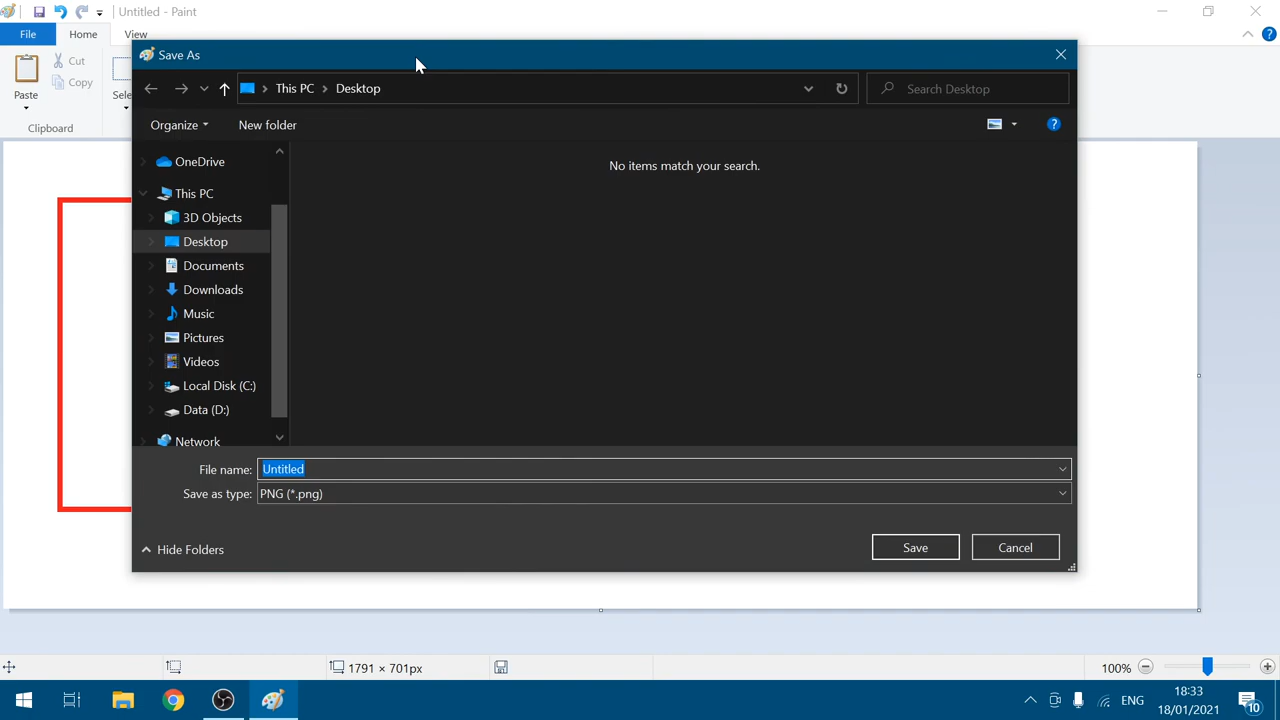 Untitled - Paint
File Home View
Paste
Cut
Copy
Sele
Clipboard
Save As
This PC Desktop
Search Desktop
Organize New folder
No items match your search.
OneDrive
This PC
3D Objects
Desktop
Documents
Downloads
Music
Pictures
Videos
Local Disk (C:)
Data (D:)
Network
File name: Untitled
Save as type: PNG (*.png)
Hide Folders
Save Cancel
1791 × 701px
100%
ENG
18:33
18/01/2021
10